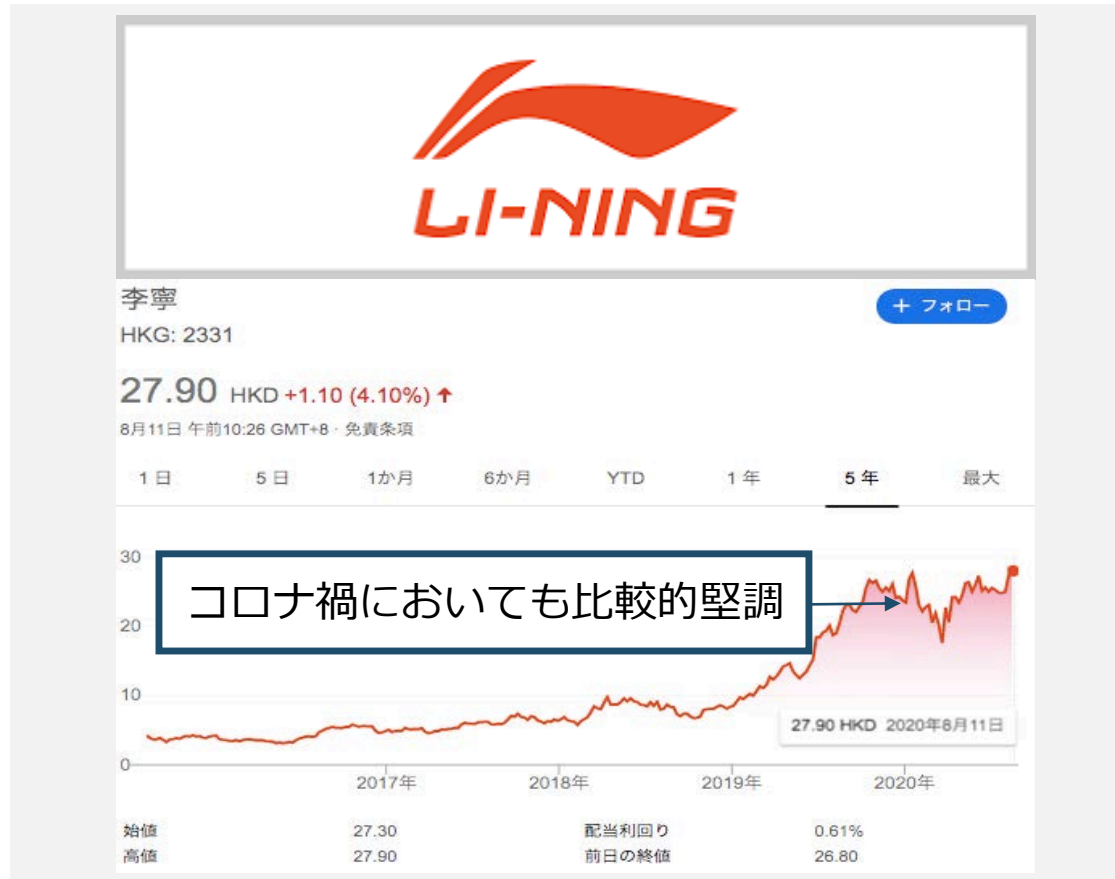 LI-NING
李寧
+ フォロー
HKG: 2331
27.90 HKD +1.10 (4.10%) ↑
8月11日 午前10:26 GMT+8 · 免責条項
1日 5日 1か月 6か月 YTD 1年 5年 最大
30
コロナ禍においても比較的堅調
20
10
27.90 HKD 2020年8月11日
0
2017年 2018年 2019年 2020年
始値 27.30 配当利回り 0.61%
高値 27.90 前日の終値 26.80